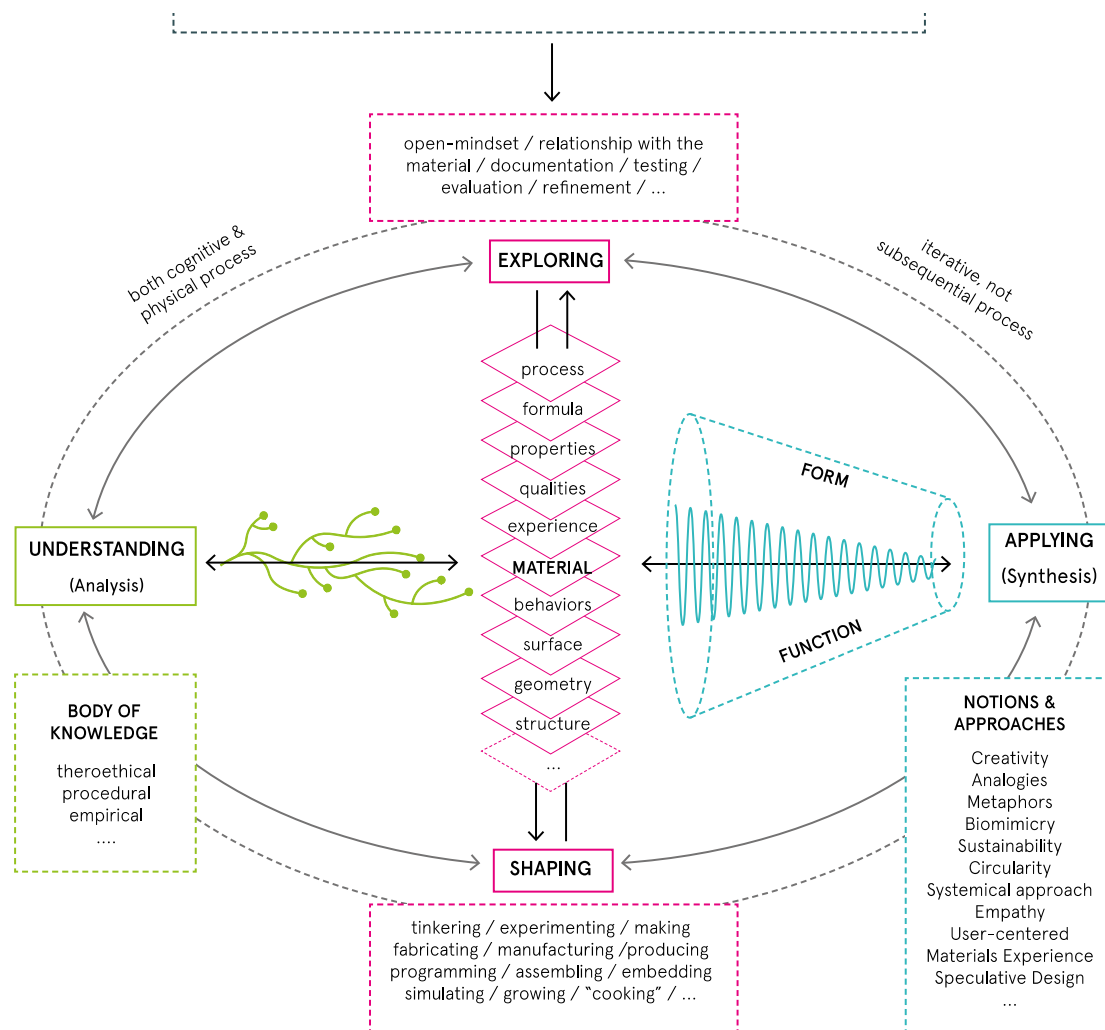 open-mindset / relationship with the
material / documentation / testing /
evaluation / refinement / ...
both cognitive &
physical process
EXPLORING
iterative, not
subsequential process
process
formula
properties
qualities
experience
MATERIAL
behaviors
surface
geometry
structure
...
FORM
FUNCTION
UNDERSTANDING
(Analysis)
APPLYING
(Synthesis)
BODY OF
KNOWLEDGE
theroethical
procedural
empirical
....
NOTIONS &
APPROACHES
Creativity
Analogies
Metaphors
Biomimicry
Sustainability
Circularity
Systemical approach
Empathy
User-centered
Materials Experience
Speculative Design
...
SHAPING
tinkering / experimenting / making
fabricating / manufacturing /producing
programming / assembling / embedding
simulating / growing / “cooking” / ...